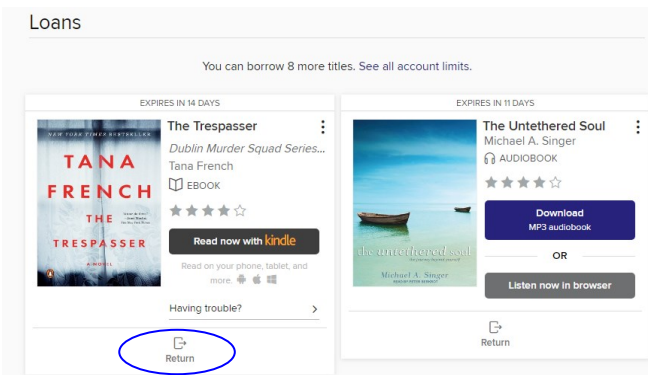 Loans
You can borrow 8 more titles. See all account limits.
EXPIRES IN 14 DAYS
NEW YORK TIMES BESTSELLER
TANA
FRENCH
THE
TRESPASSER
A NOVEL
The Trespasser
Dublin Murder Squad Series...
Tana French
EBOOK
Read now with kindle
Read on your phone, tablet, and
more.
Having trouble?
Return
EXPIRES IN 11 DAYS
the untethered soul
Michael A. Singer
The Untethered Soul
Michael A. Singer
AUDIOBOOK
Download
MP3 audiobook
OR
Listen now in browser
Return